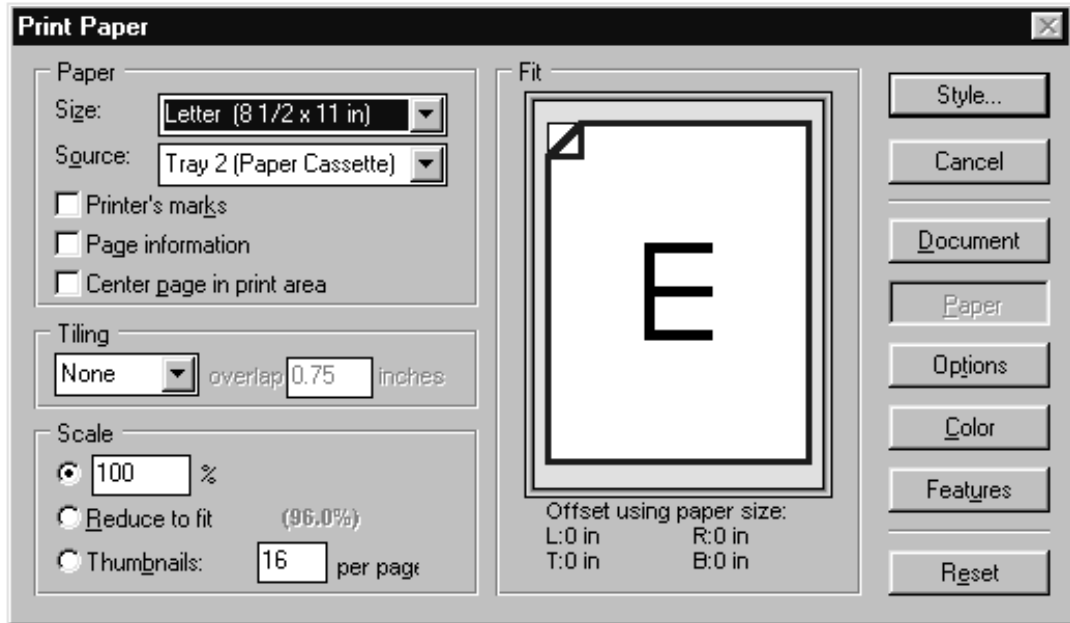 Print Paper
Paper
Size:
Letter (8 1/2 x 11 in)
Source:
Tray 2 (Paper Cassette)
Printer's marks
Page information
Center page in print area
Tiling
None
overlap 0.75 inches
Scale
100 %
Reduce to fit (96.0%)
Thumbnails: 16 per page
Fit
E
Offset using paper size:
L:0 in R:0 in
T:0 in B:0 in
Style...
Cancel
Document
Paper
Options
Color
Features
Reset